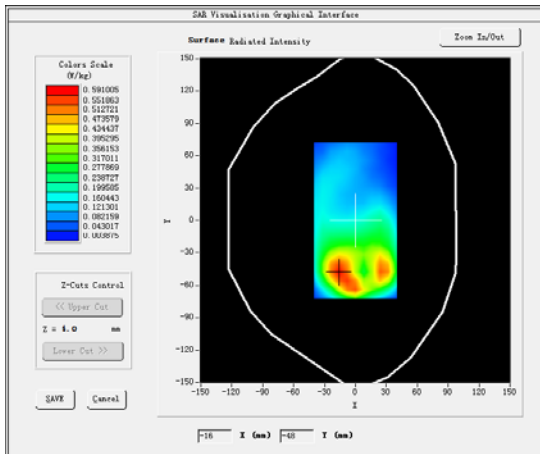 SAR Visualisation Graphical Interface
Surface Radiated Intensity
Zoom In/Out
Colors Scale
(W/kg)
0.591005
0.551863
0.512721
0.473579
0.434437
0.395295
0.356153
0.317011
0.277869
0.238727
0.199585
0.160443
0.121301
0.082159
0.043017
0.003875
150
120
90
60
30
0
-30
-60
-90
-120
-150
Y
-150 -120 -90 -60 -30 0 30 60 90 120 150
X
Z-Cuts Control
<< Upper Cut
Z = 4.0 mm
Lower Cut >>
SAVE Cancel
-16 X (mm) -48 Y (mm)